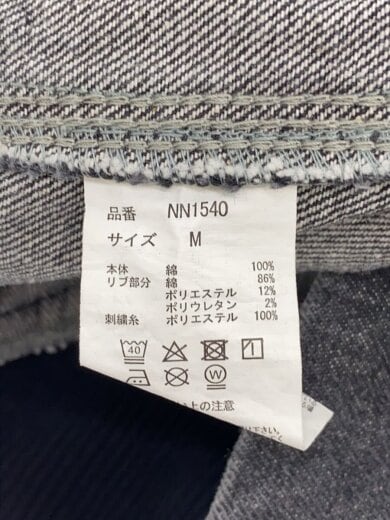 品番 NN1540
サイズ M
本体 綿 100%
リブ部分 綿 86%
ポリエステル 12%
ポリウレタン 2%
刺繍糸 ポリエステル 100%
40
1
W
い上の注意